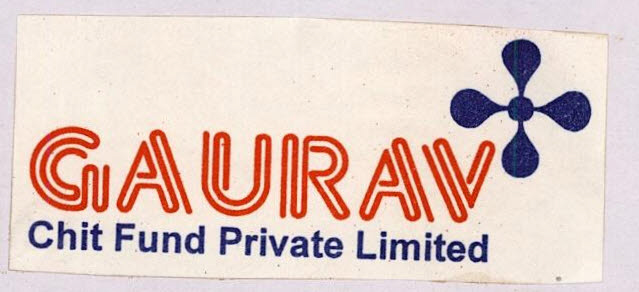 GAURAV
Chit Fund Private Limited